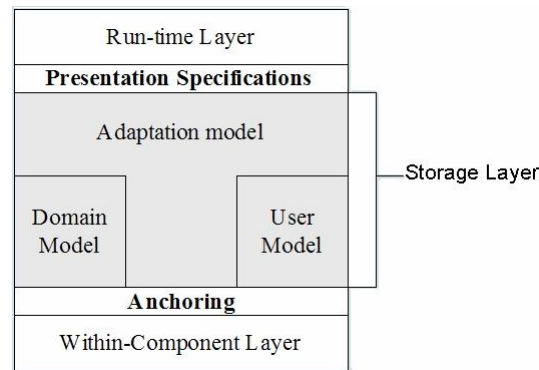 Run-time Layer
Presentation Specifications
Adaptation model
Storage Layer
Domain
Model
User
Model
Anchoring
Within-Component Layer